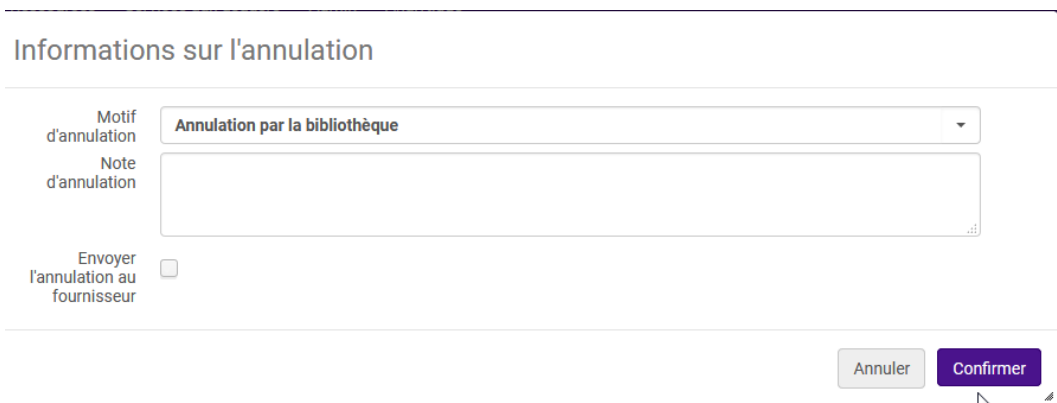 Informations sur l'annulation
Motif
d'annulation
Annulation par la bibliothèque
Note
d'annulation
Envoyer
l'annulation au
fournisseur
Annuler
Confirmer